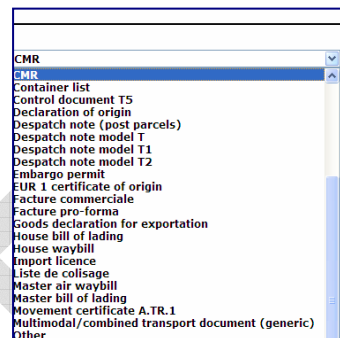 CMR
CMR
Container list
Control document T5
Declaration of origin
Despatch note (post parcels)
Despatch note model T
Despatch note model T1
Despatch note model T2
Embargo permit
EUR 1 certificate of origin
Facture commerciale
Facture pro-forma
Goods declaration for exportation
House bill of lading
House waybill
Import licence
Liste de colisage
Master air waybill
Master bill of lading
Movement certificate A.TR.1
Multimodal/combined transport document (generic)
Other